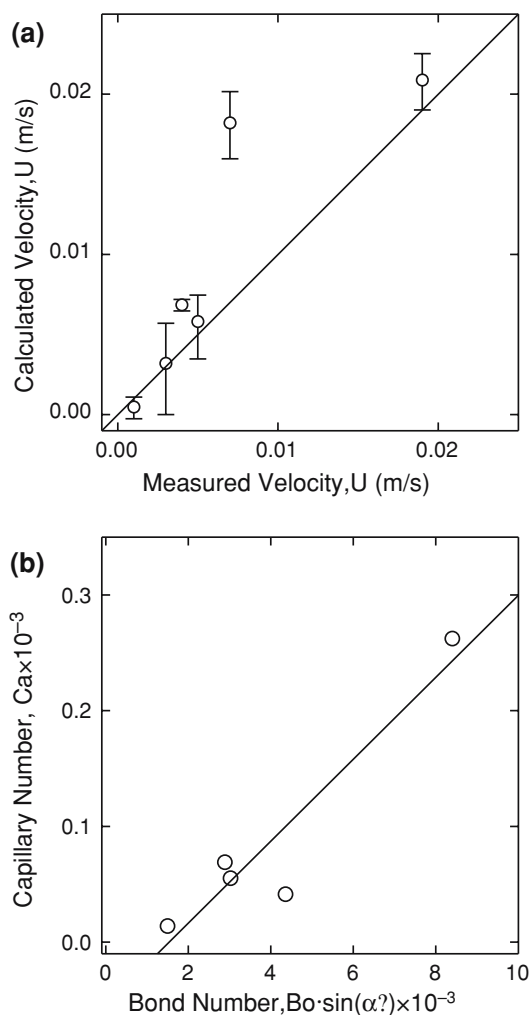 (a)
Calculated Velocity,U (m/s)
0.02
0.01
0.00
0.00 0.01 0.02
Measured Velocity,U (m/s)
(b)
Capillary Number, Ca×10⁻³
0.3
0.2
0.1
0.0
0 2 4 6 8 10
Bond Number,Bo·sin(α?)×10⁻³